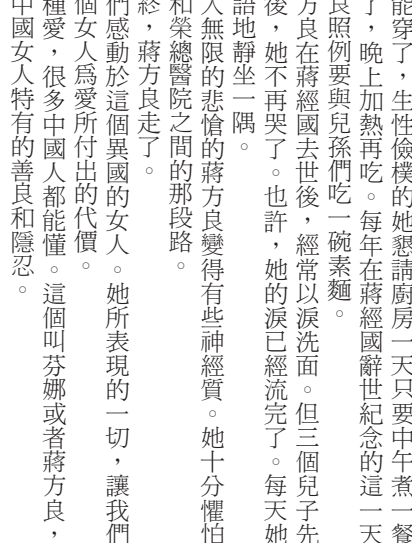 能穿了，生性儉樸的她懇請廚房一天只要中午煮一餐
了，晚上加熱再吃。每年在蔣經國辭世紀念的這一天
良照例要與兒孫們吃一碗素麵。
方良在蔣經國去世後，經常以淚洗面。但三個兒子先
後，她不再哭了。也許，她的淚已經流完了。每天她
語地靜坐一隅。
人無限的悲愴的蔣方良變得有些神經質。她十分懼怕
和榮總醫院之間的那段路。
終，蔣方良走了。
們感動於這個異國的女人。她所表現的一切，讓我們
個女人爲愛所付出的代價。
種愛，很多中國人都能懂。這個叫芬娜或者蔣方良，
中國女人特有的善良和隱忍。